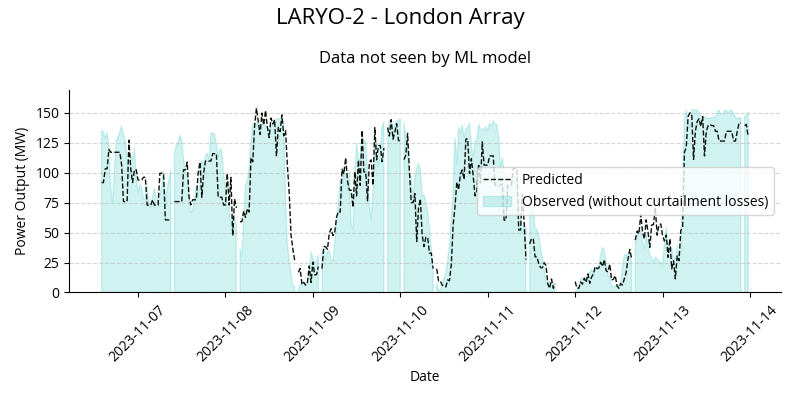 LARYO-2 - London Array
Data not seen by ML model
Power Output (MW)
150
125
100
75
50
25
0
Predicted
Observed (without curtailment losses)
2023-11-07
2023-11-08
2023-11-09
2023-11-10
2023-11-11
2023-11-12
2023-11-13
2023-11-14
Date